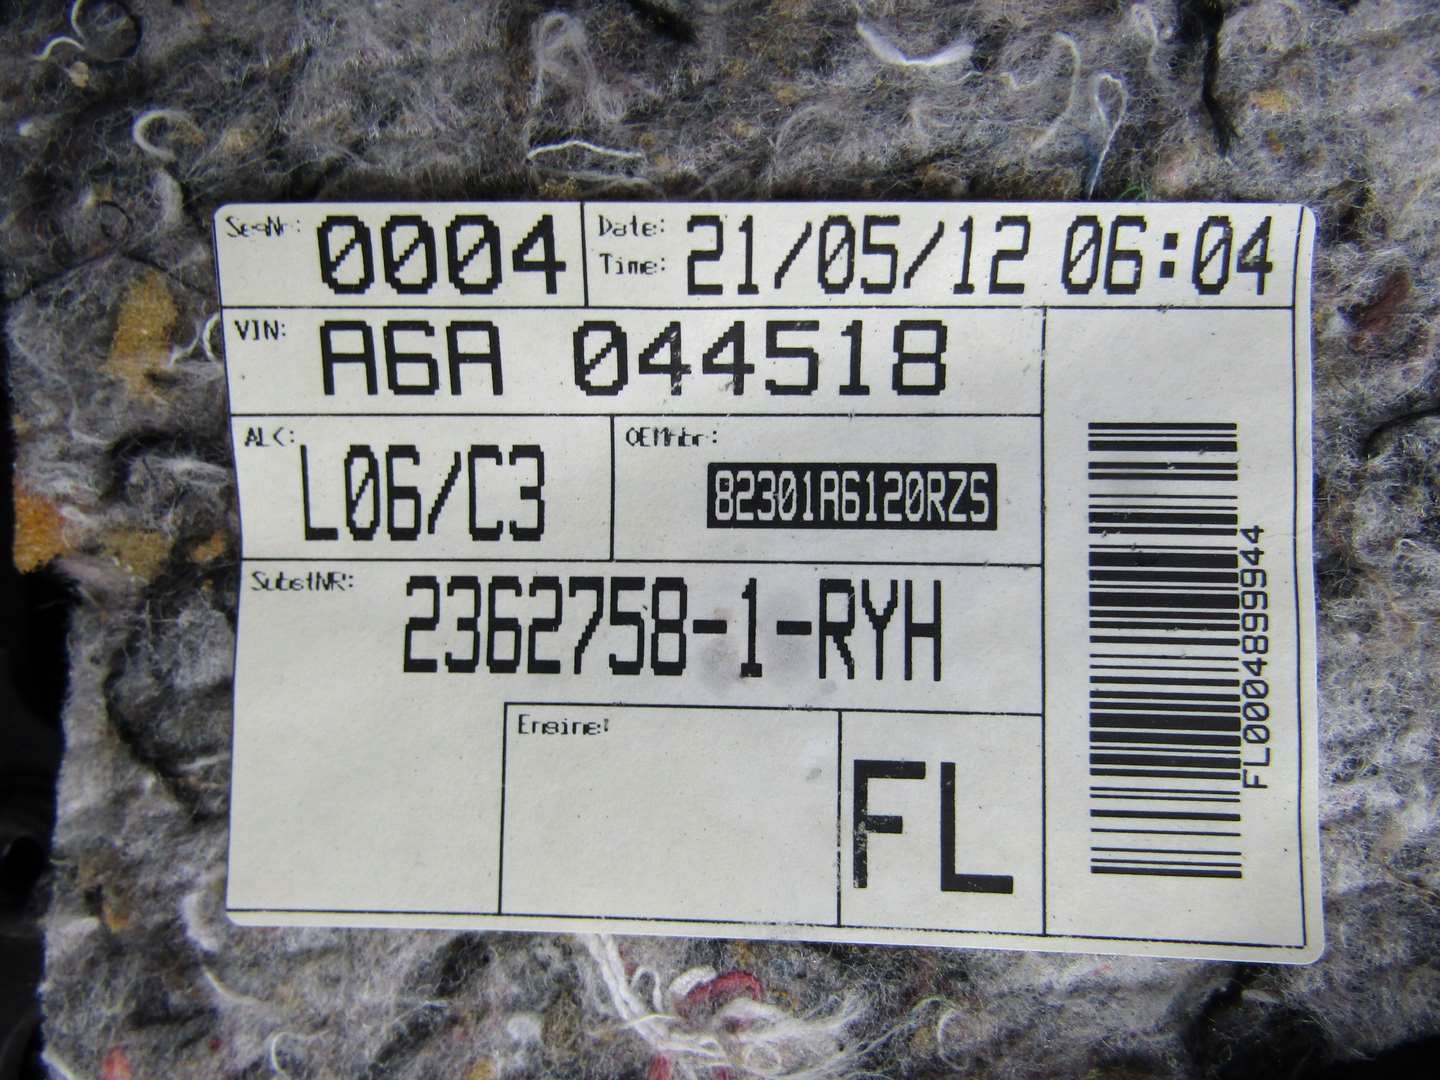 SeqNr: 0004 Date: Time: 21/05/12 06:04
VIN: A6A 044518
ALC: L06/C3 OEMNbr: 82301A6120RZS
SubstNR: 2362758-1-RYH
Engine: FL
FL00048999944